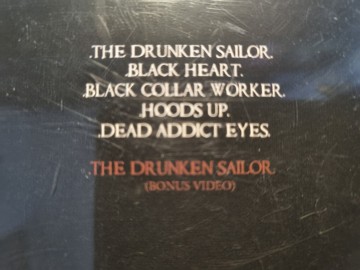 .THE DRUNKEN SAILOR.
.BLACK HEART.
.BLACK COLLAR WORKER.
.HOODS UP.
.DEAD ADDICT EYES.
.THE DRUNKEN SAILOR.
(BONUS VIDEO)